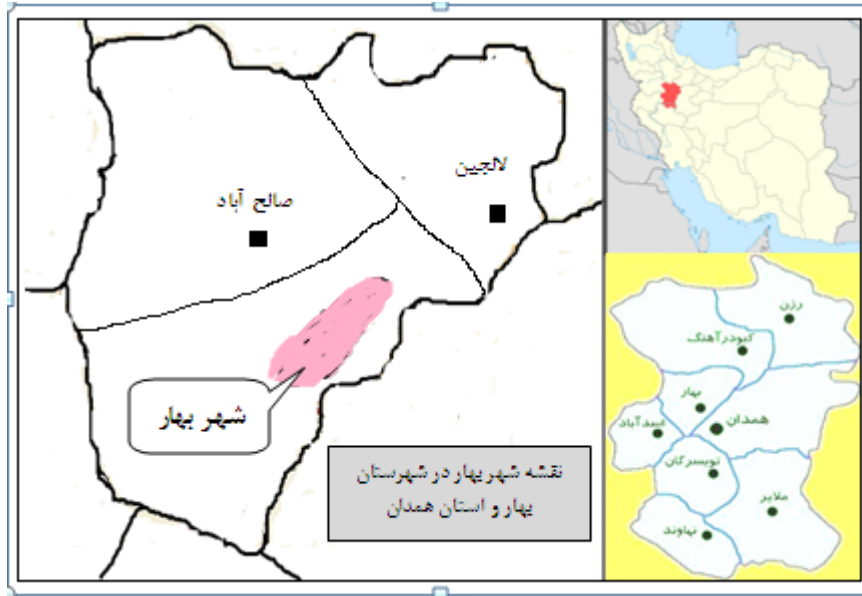 لالجین
صالح آباد
شهر بهار
نقشه شهر بهار در شهرستان
بهار و استان همدان
رزن
کبودرآهنگ
بهار
همدان
اسدآباد
تویسرکان
ملایر
نهاوند